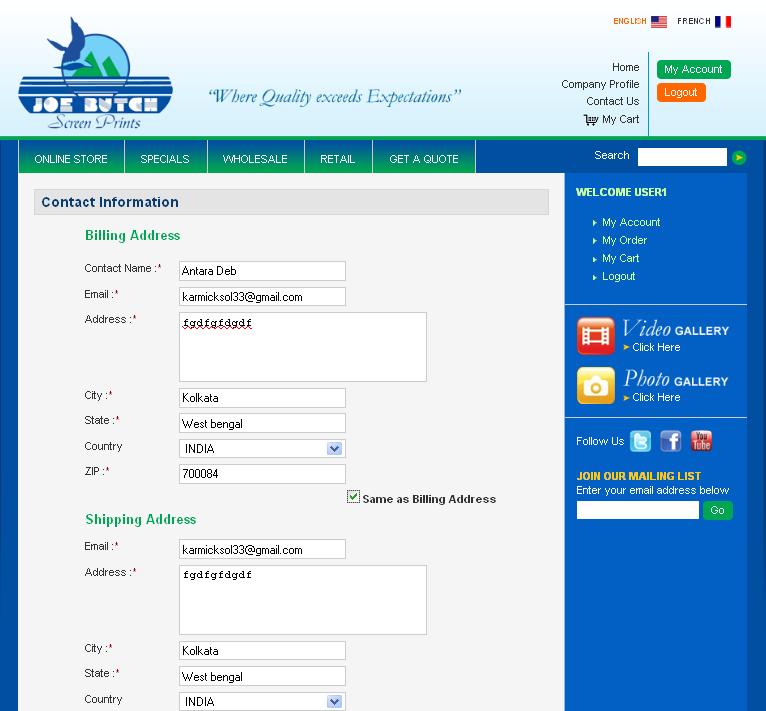 ENGLISH FRENCH
JOE BUTCH
Screen Prints
"Where Quality exceeds Expectations"
Home
Company Profile
Contact Us
My Cart
My Account
Logout
ONLINE STORE SPECIALS WHOLESALE RETAIL GET A QUOTE
Search
Contact Information
Billing Address
Contact Name :* Antara Deb
Email :* karmicksol33@gmail.com
Address :* fgdfgfdgdf
City :* Kolkata
State :* West bengal
Country INDIA
ZIP :* 700084
Same as Billing Address
Shipping Address
Email :* karmicksol33@gmail.com
Address :* fgdfgfdgdf
City :* Kolkata
State :* West bengal
Country INDIA
WELCOME USER1
My Account
My Order
My Cart
Logout
Video GALLERY
Click Here
Photo GALLERY
Click Here
Follow Us
You Tube
JOIN OUR MAILING LIST
Enter your email address below
Go